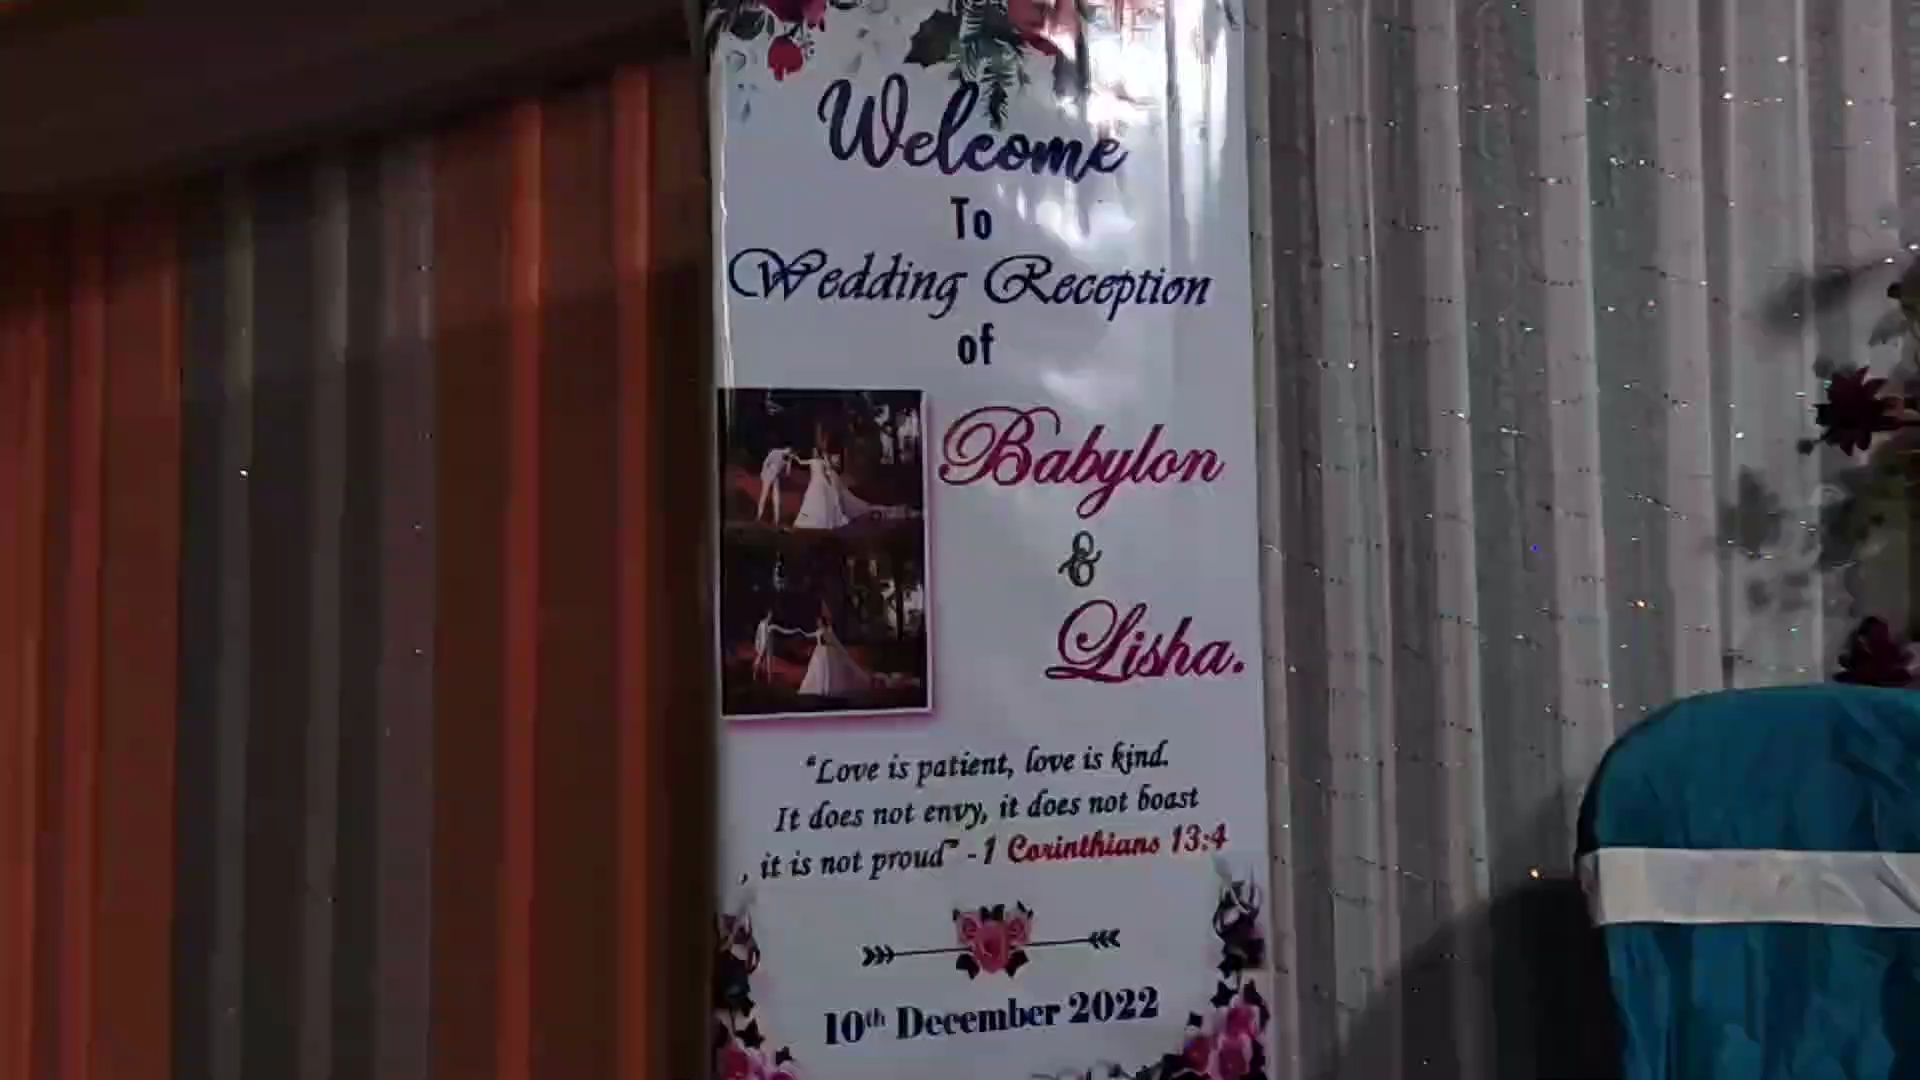 Welcome
To
Wedding Reception
of
Babylon
&
Lisha.
“Love is patient, love is kind.
It does not envy, it does not boast
, it is not proud” - 1 Corinthians 13:4
10th December 2022